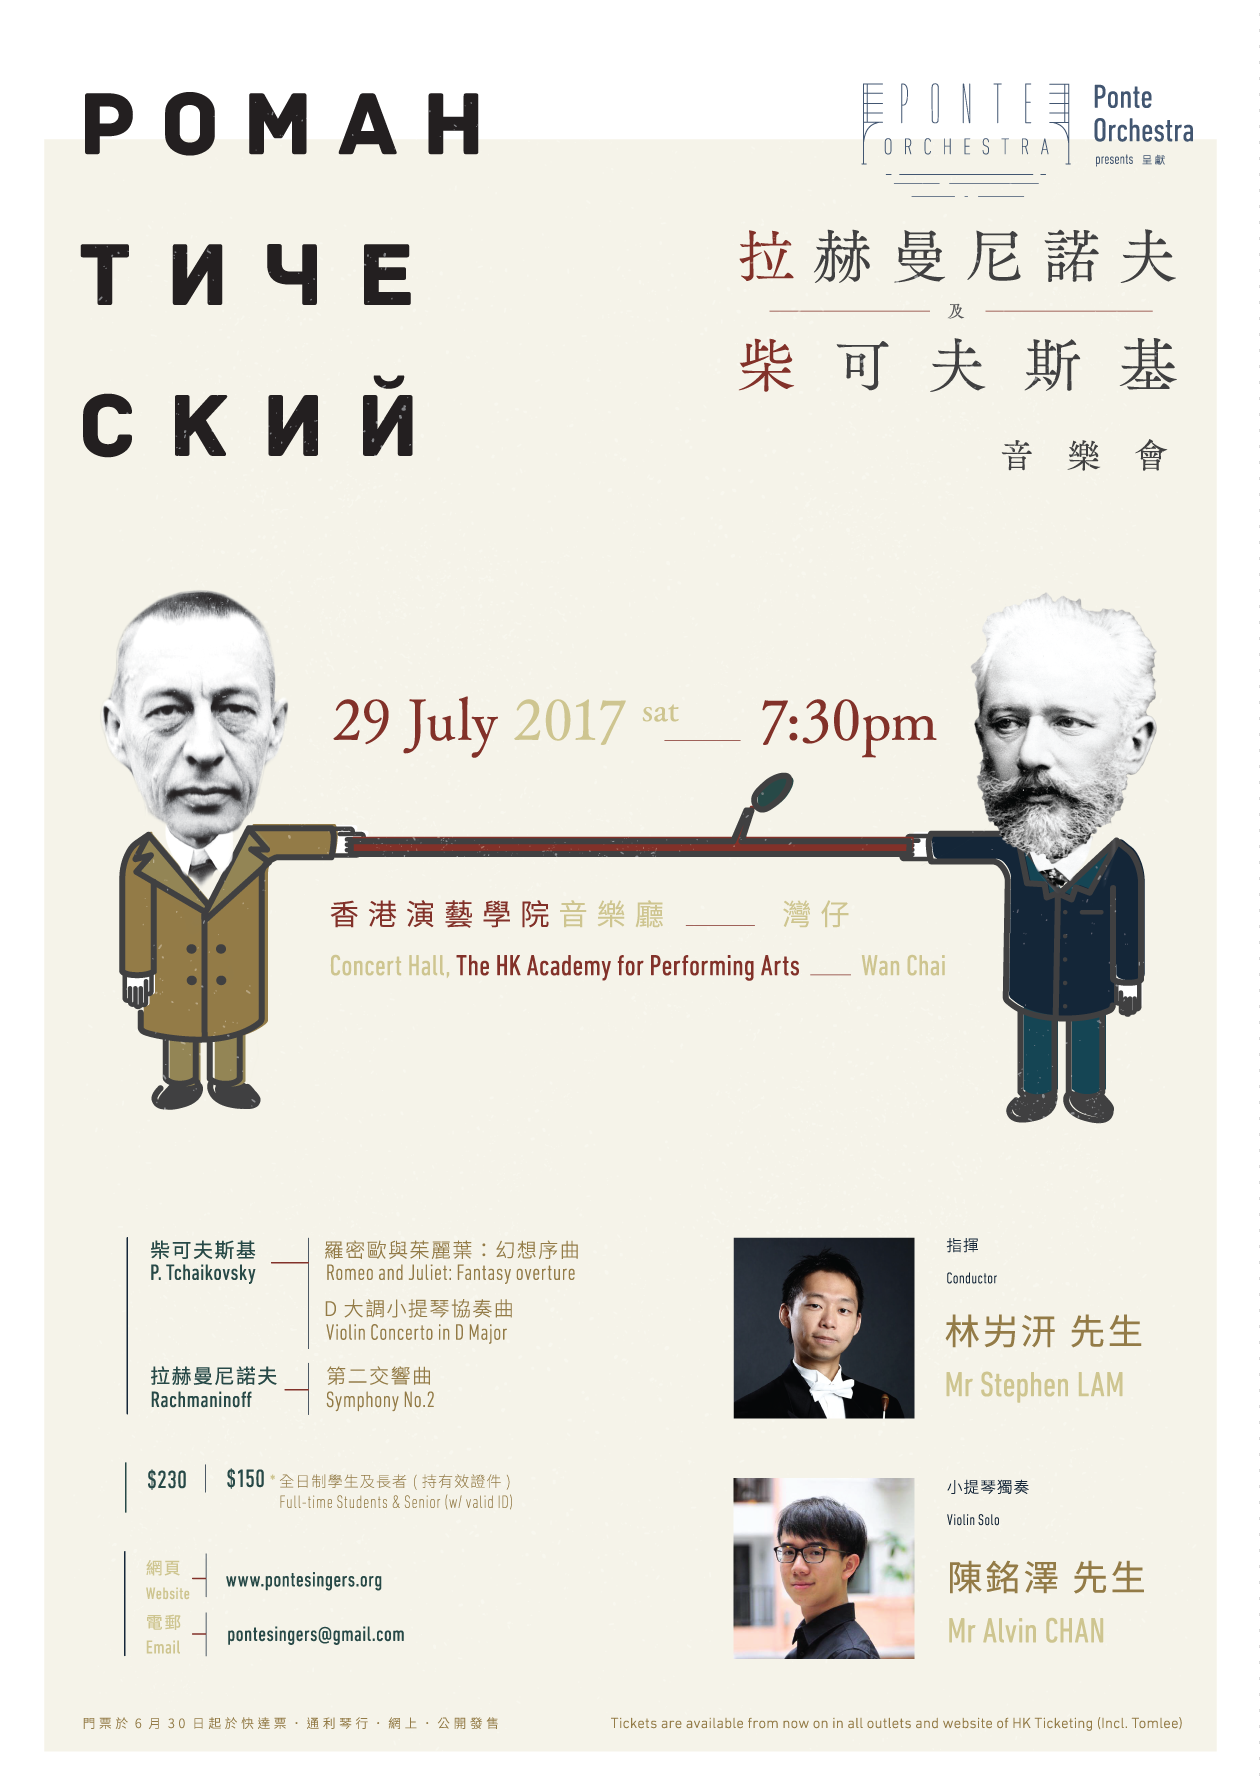 РОМАН
ТИЧЕ
СКИЙ
PONTE
ORCHESTRA
Ponte
Orchestra
presents 呈獻
拉赫曼尼諾夫
及
柴可夫斯基
音樂會
29 July 2017 sat 7:30pm
香港演藝學院音樂廳 灣仔
Concert Hall, The HK Academy for Performing Arts Wan Chai
柴可夫斯基
P. Tchaikovsky
羅密歐與茱麗葉：幻想序曲
Romeo and Juliet: Fantasy overture
D 大調小提琴協奏曲
Violin Concerto in D Major
拉赫曼尼諾夫
Rachmaninoff
第二交響曲
Symphony No.2
$230
$150 *全日制學生及長者 ( 持有效證件 )
Full-time Students & Senior (w/ valid ID)
網頁
Website
www.pontesingers.org
電郵
Email
pontesingers@gmail.com
指揮
Conductor
林屶汧 先生
Mr Stephen LAM
小提琴獨奏
Violin Solo
陳銘澤 先生
Mr Alvin CHAN
門票於 6 月 30 日起於快達票．通利琴行．網上．公開發售
Tickets are available from now on in all outlets and website of HK Ticketing (Incl. Tomlee)